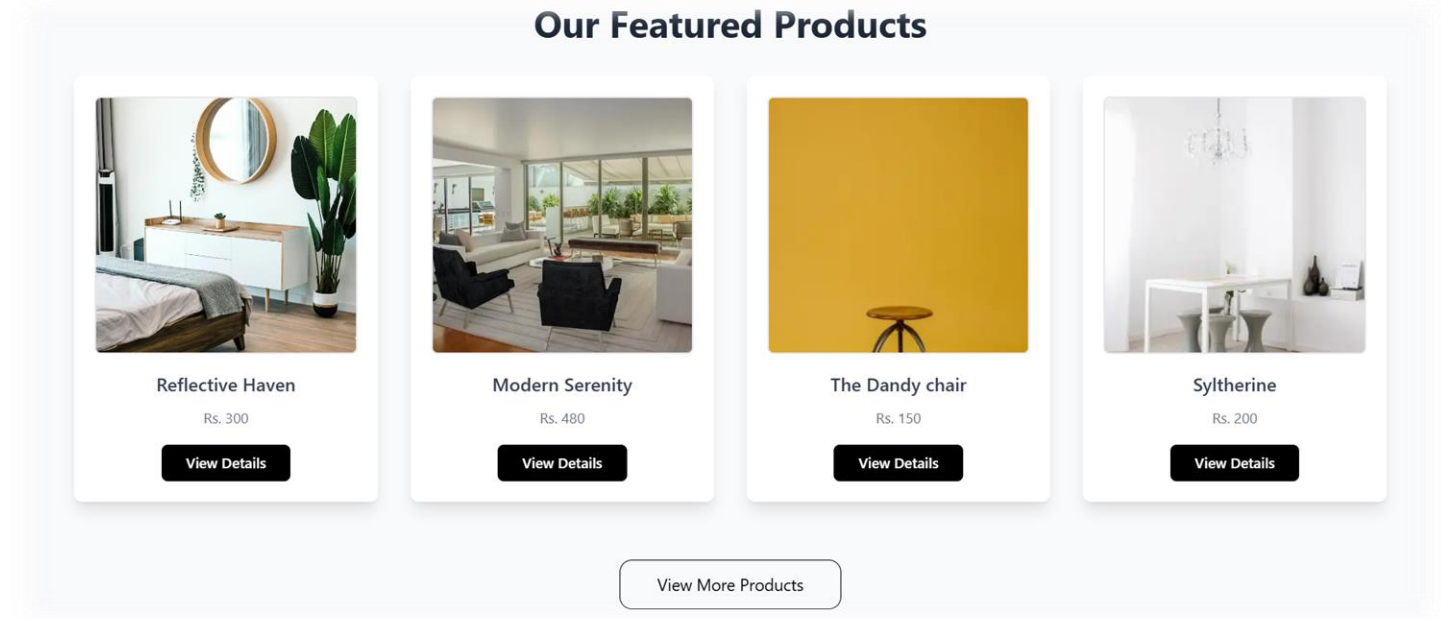 Our Featured Products
Reflective Haven
Rs. 300
View Details
Modern Serenity
Rs. 480
View Details
The Dandy chair
Rs. 150
View Details
Syltherine
Rs. 200
View Details
View More Products